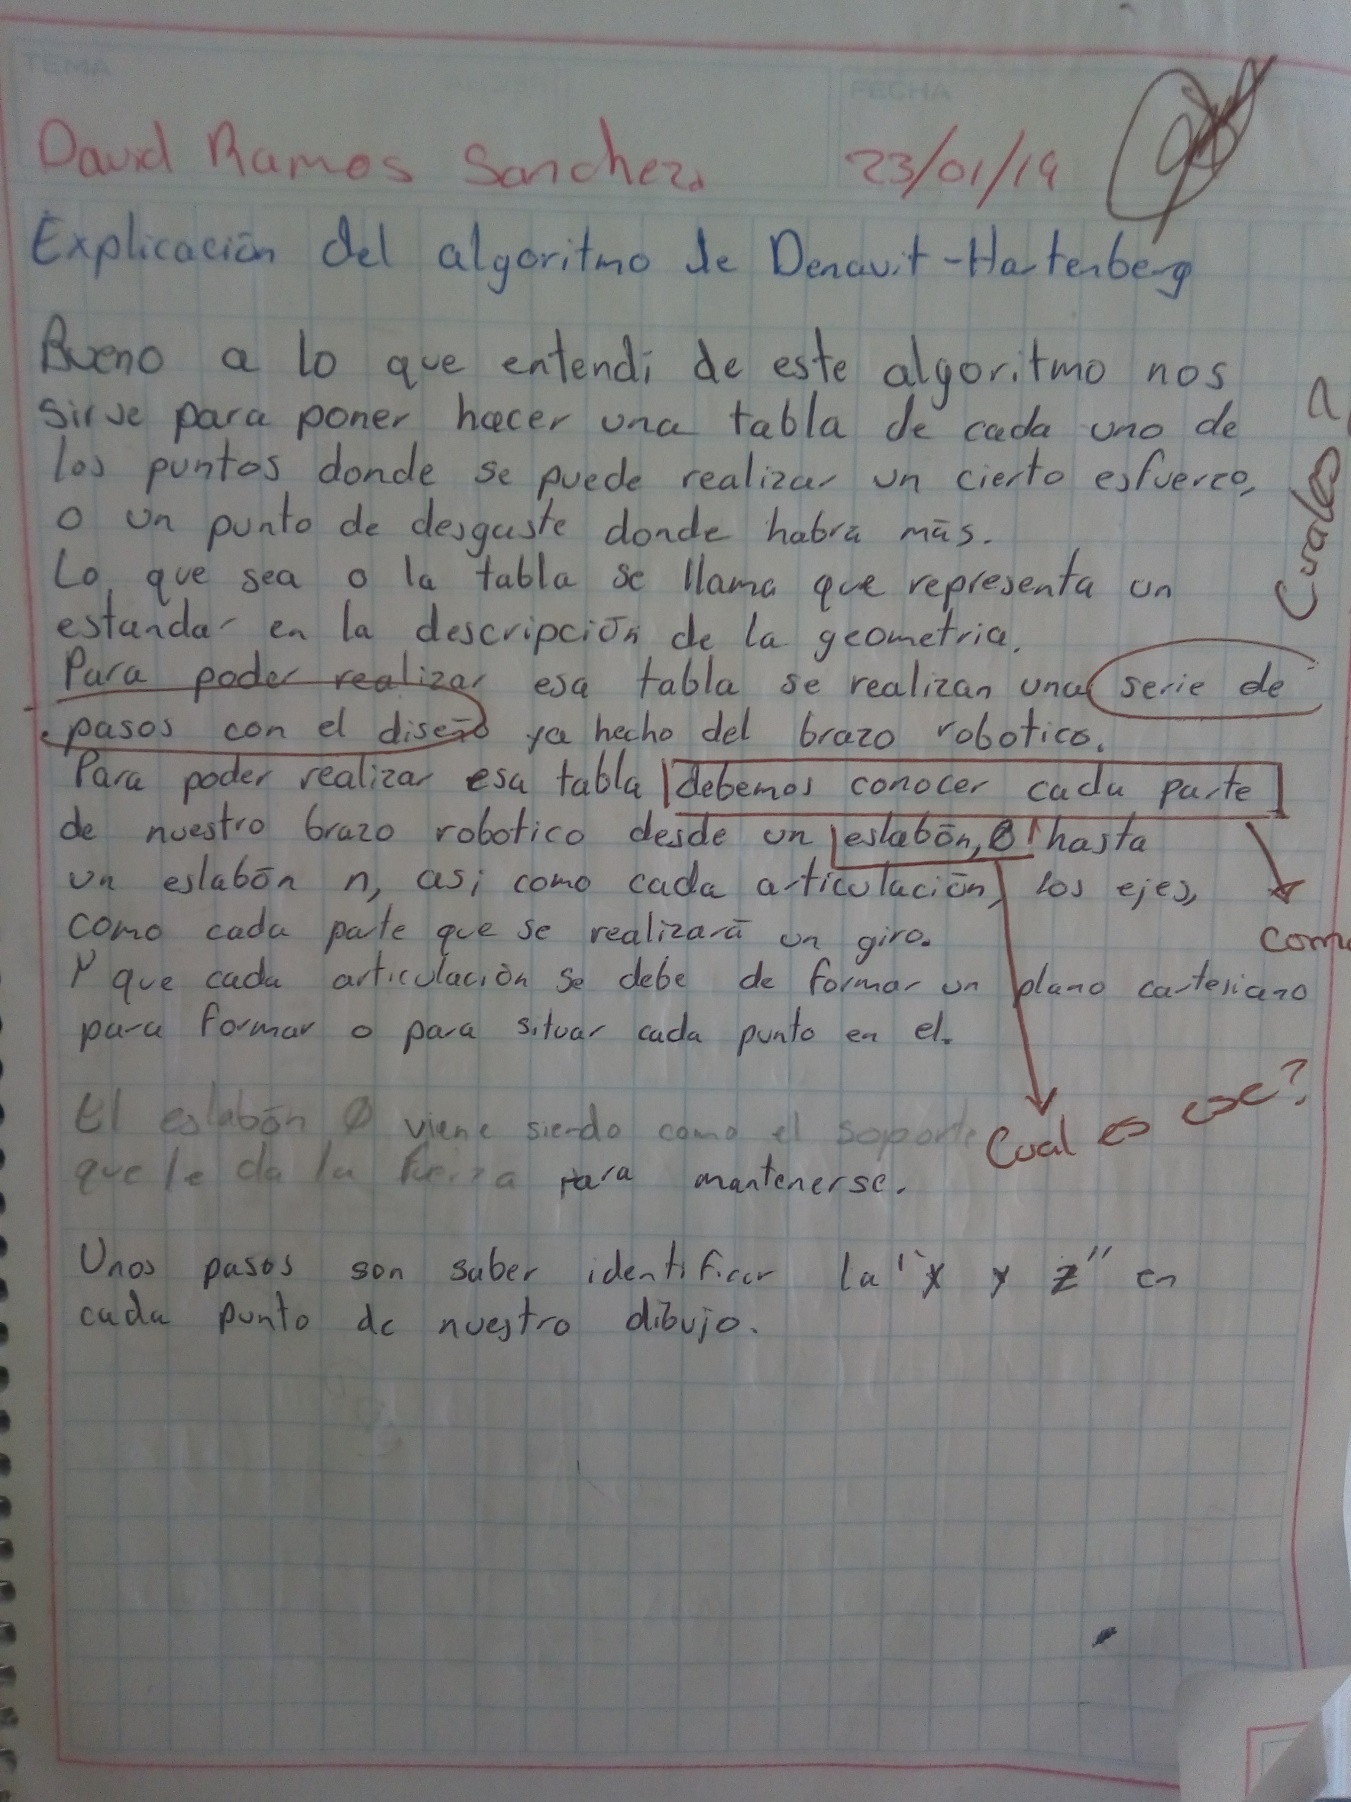 TEMA
FECHA
David Ramos Sanchez.
23/01/19
Explicación del algoritmo de Denavit-Hartenberg
Bueno a lo que entendi de este algoritmo nos
sirve para poner hacer una tabla de cada uno de
los puntos donde se puede realizar un cierto esfuerzo,
o un punto de desgaste donde habrá más.
Lo que sea o la tabla se llama que representa un
estandar en la descripción de la geometria.
Para poder realizar esa tabla se realizan una serie de
Cuales?
pasos con el diseño ya hecho del brazo robotico.
Para poder realizar esa tabla debemos conocer cada parte
de nuestro brazo robotico desde un eslabón, 0 hasta
un eslabón n, asi como cada articulación, los ejes,
como cada parte que se realizará un giro.
Y que cada articulación se debe de formar un plano cartesiano
para formar o para situar cada punto en el.
El eslabón 0 viene siendo como el soporte
Cual es ese?
que le da la fuerza para mantenerse.
Unos pasos son saber identificar la "x y z" en
cada punto de nuestro dibujo.